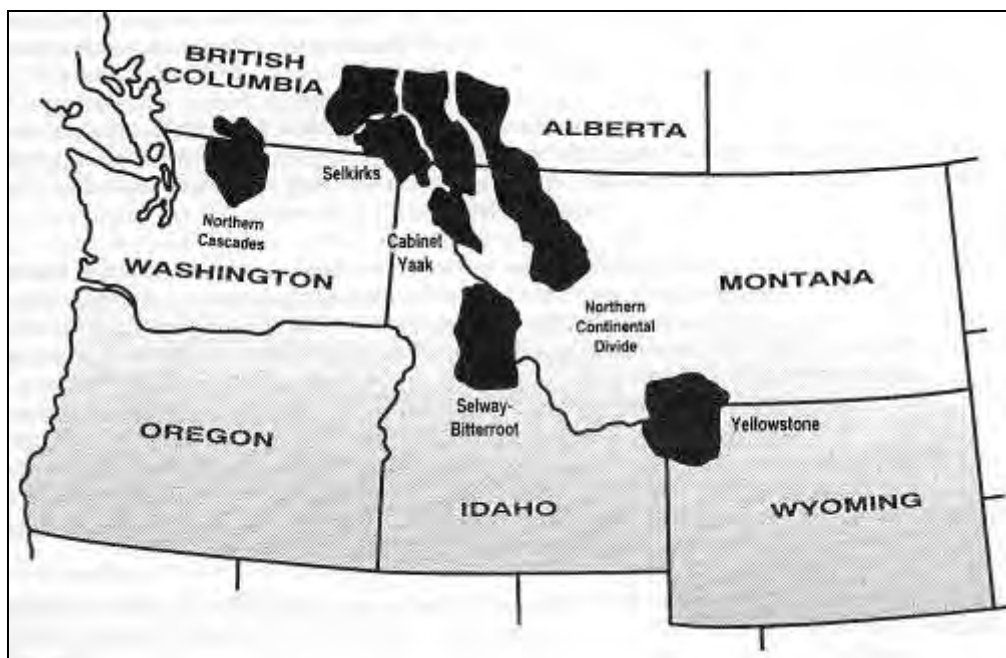 BRITISH
COLUMBIA
ALBERTA
Selkirks
Northern
Cascades
Cabinet
Yaak
WASHINGTON
MONTANA
Northern
Continental
Divide
Selway-
Bitterroot
Yellowstone
OREGON
IDAHO
WYOMING